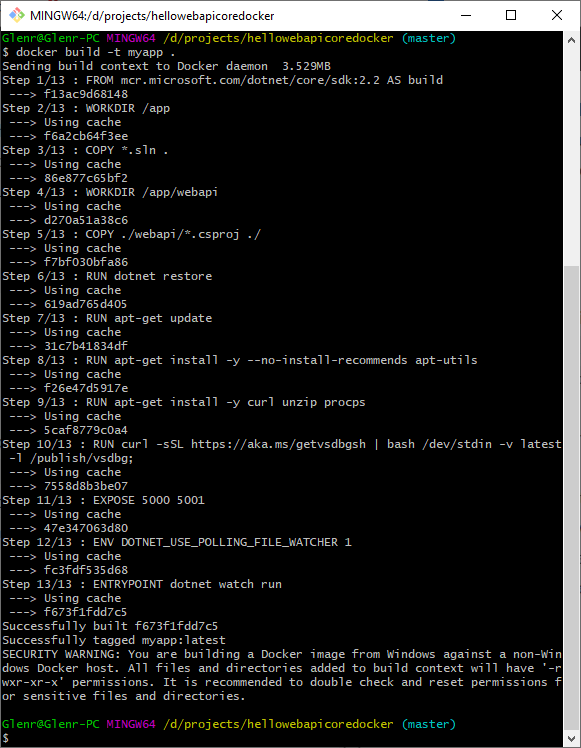 MINGW64:/d/projects/hellowebapicoredocker
Glenr@Glenr-PC MINGW64 /d/projects/hellowebapicoredocker (master)
$ docker build -t myapp .
Sending build context to Docker daemon  3.529MB
Step 1/13 : FROM mcr.microsoft.com/dotnet/core/sdk:2.2 AS build
 ---> f13ac9d68148
Step 2/13 : WORKDIR /app
 ---> Using cache
 ---> f6a2cb64f3ee
Step 3/13 : COPY *.sln .
 ---> Using cache
 ---> 86e877c65bf2
Step 4/13 : WORKDIR /app/webapi
 ---> Using cache
 ---> d270a51a38c6
Step 5/13 : COPY ./webapi/*.csproj ./
 ---> Using cache
 ---> f7bf030bfa86
Step 6/13 : RUN dotnet restore
 ---> Using cache
 ---> 619ad765d405
Step 7/13 : RUN apt-get update
 ---> Using cache
 ---> 31c7b41834df
Step 8/13 : RUN apt-get install -y --no-install-recommends apt-utils
 ---> Using cache
 ---> f26e47d5917e
Step 9/13 : RUN apt-get install -y curl unzip procps
 ---> Using cache
 ---> 5caf8779c0a4
Step 10/13 : RUN curl -sSL https://aka.ms/getvsdbgsh | bash /dev/stdin -v latest
 -l /publish/vsdbg;
 ---> Using cache
 ---> 7558d8b3be07
Step 11/13 : EXPOSE 5000 5001
 ---> Using cache
 ---> 47e347063d80
Step 12/13 : ENV DOTNET_USE_POLLING_FILE_WATCHER 1
 ---> Using cache
 ---> fc3fdf535d68
Step 13/13 : ENTRYPOINT dotnet watch run
 ---> Using cache
 ---> f673f1fdd7c5
Successfully built f673f1fdd7c5
Successfully tagged myapp:latest
SECURITY WARNING: You are building a Docker image from Windows against a non-Win
dows Docker host. All files and directories added to build context will have '-r
wxr-xr-x' permissions. It is recommended to double check and reset permissions f
or sensitive files and directories.
Glenr@Glenr-PC MINGW64 /d/projects/hellowebapicoredocker (master)
$